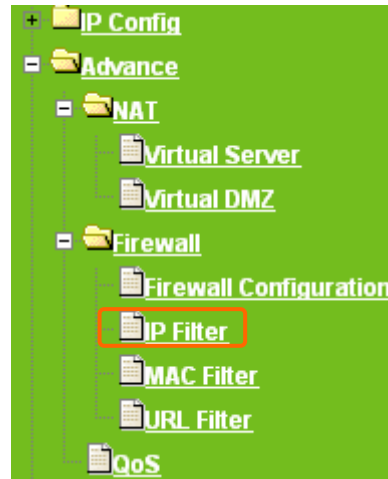 IP Config
Advance
NAT
Virtual Server
Virtual DMZ
Firewall
Firewall Configuration
IP Filter
MAC Filter
URL Filter
QoS